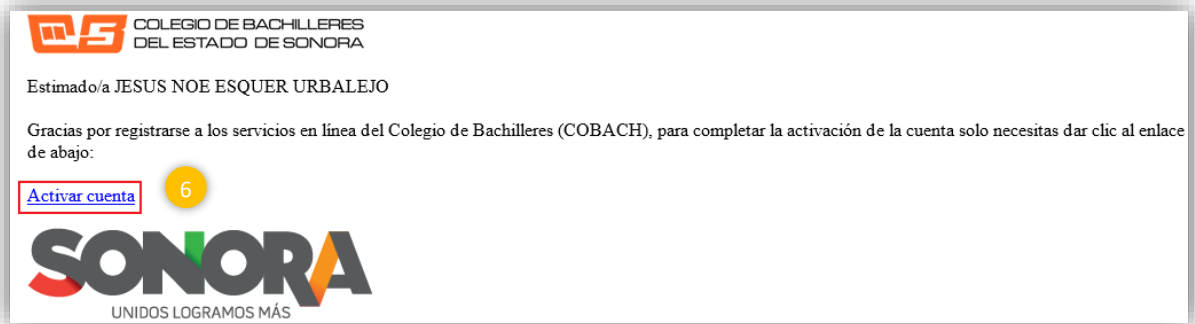 COLEGIO DE BACHILLERES
DEL ESTADO DE SONORA
Estimado/a JESUS NOE ESQUER URBALEJO
Gracias por registrarse a los servicios en línea del Colegio de Bachilleres (COBACH), para completar la activación de la cuenta solo necesitas dar clic al enlace
de abajo:
Activar cuenta
6
SONORA
UNIDOS LOGRAMOS MÁS